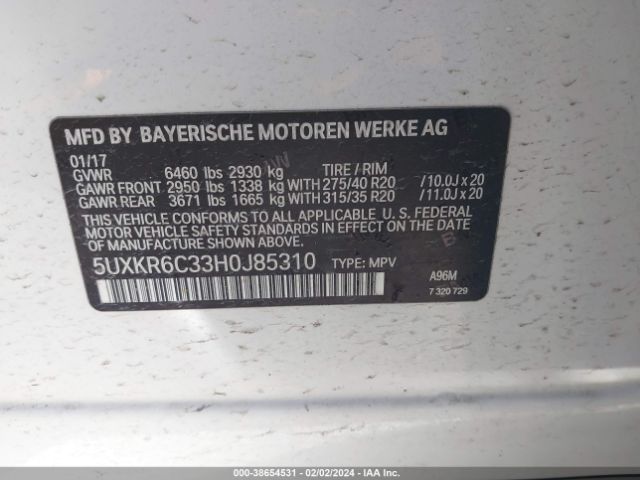 MFD BY BAYERISCHE MOTOREN WERKE AG
01/17
GVWR 6460 lbs 2930 kg TIRE / RIM
GAWR FRONT 2950 lbs 1338 kg WITH 275/40 R20 /10.0J x 20
GAWR REAR 3671 lbs 1665 kg WITH 315/35 R20 /11.0J x 20
THIS VEHICLE CONFORMS TO ALL APPLICABLE U. S. FEDERAL
MOTOR VEHICLE SAFETY STANDARDS IN EFFECT ON THE DATE
OF MANUFACTURE SHOWN ABOVE.
5UXKR6C33H0J85310 TYPE: MPV
A96M
7 320 729
000-38654531 - 02/02/2024 - IAA Inc.